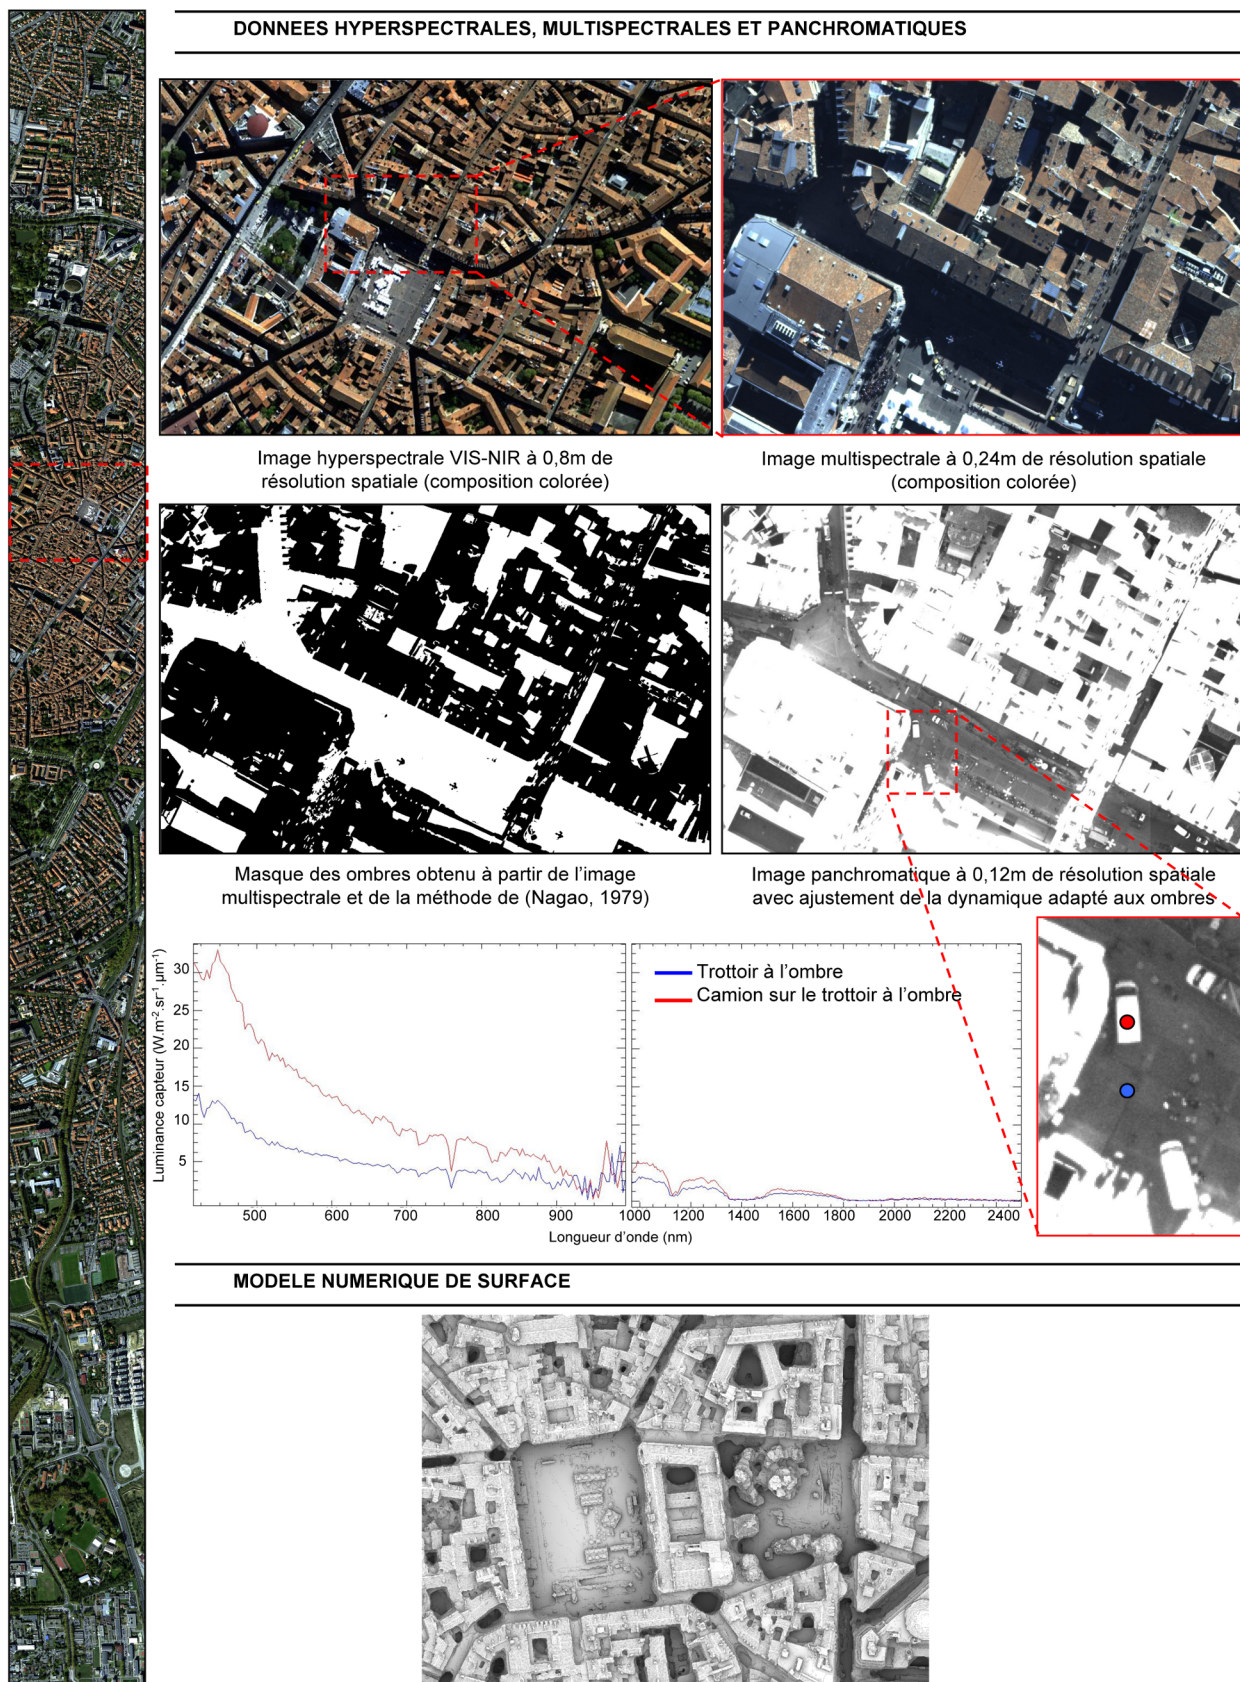 DONNEES HYPERSPECTRALES, MULTISPECTRALES ET PANCHROMATIQUES
Image hyperspectrale VIS-NIR à 0,8m de
résolution spatiale (composition colorée)
Image multispectrale à 0,24m de résolution spatiale
(composition colorée)
Masque des ombres obtenu à partir de l'image
multispectrale et de la méthode de (Nagao, 1979)
Image panchromatique à 0,12m de résolution spatiale
avec ajustement de la dynamique adapté aux ombres
Luminance capteur (W.m-2.sr-1.µm-1)
30
25
20
15
10
5
Trottoir à l'ombre
Camion sur le trottoir à l'ombre
500 600 700 800 900 1000 1200 1400 1600 1800 2000 2200 2400
Longueur d'onde (nm)
MODELE NUMERIQUE DE SURFACE